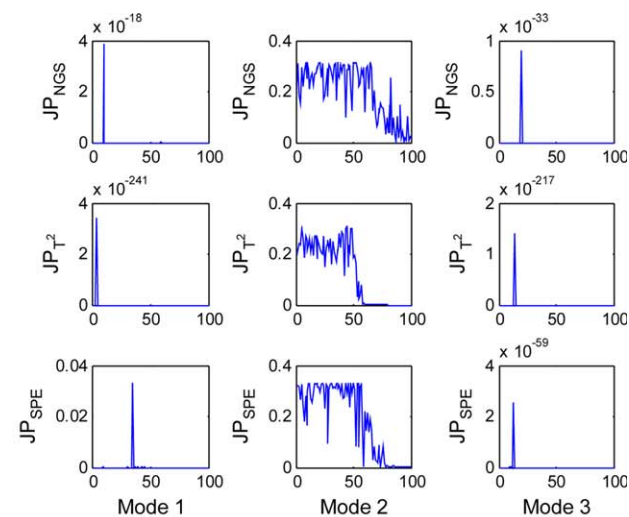 x 10^-18
x 10^-33
4
2
0
JP_NGS
0 50 100
0.4
0.2
0
JP_NGS
0 50 100
1
0.5
0
JP_NGS
0 50 100
x 10^-241
x 10^-217
4
2
0
JP_T^2
0 50 100
0.4
0.2
0
JP_T^2
0 50 100
2
1
0
JP_T^2
0 50 100
x 10^-59
0.04
0.02
0
JP_SPE
0 50 100
Mode 1
0.4
0.2
0
JP_SPE
0 50 100
Mode 2
4
2
0
JP_SPE
0 50 100
Mode 3